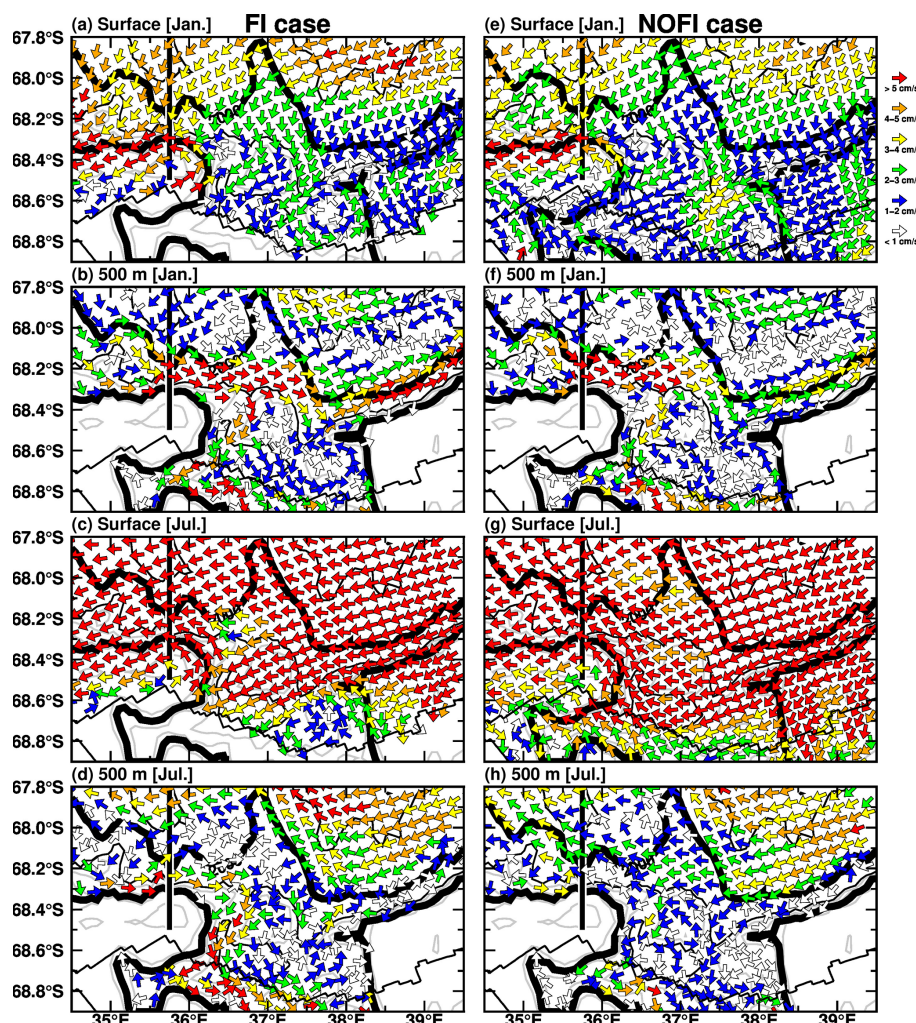 FI case
NOFI case
(a) Surface [Jan.]
(e) Surface [Jan.]
67.8°S
68.0°S
68.2°S
68.4°S
68.6°S
68.8°S
> 5 cm/s
4–5 cm/s
3–4 cm/s
2–3 cm/s
1–2 cm/s
< 1 cm/s
(b) 500 m [Jan.]
(f) 500 m [Jan.]
67.8°S
68.0°S
68.2°S
68.4°S
68.6°S
68.8°S
(c) Surface [Jul.]
(g) Surface [Jul.]
67.8°S
68.0°S
68.2°S
68.4°S
68.6°S
68.8°S
(d) 500 m [Jul.]
(h) 500 m [Jul.]
67.8°S
68.0°S
68.2°S
68.4°S
68.6°S
68.8°S
35°E 36°E 37°E 38°E 39°E
35°E 36°E 37°E 38°E 39°E